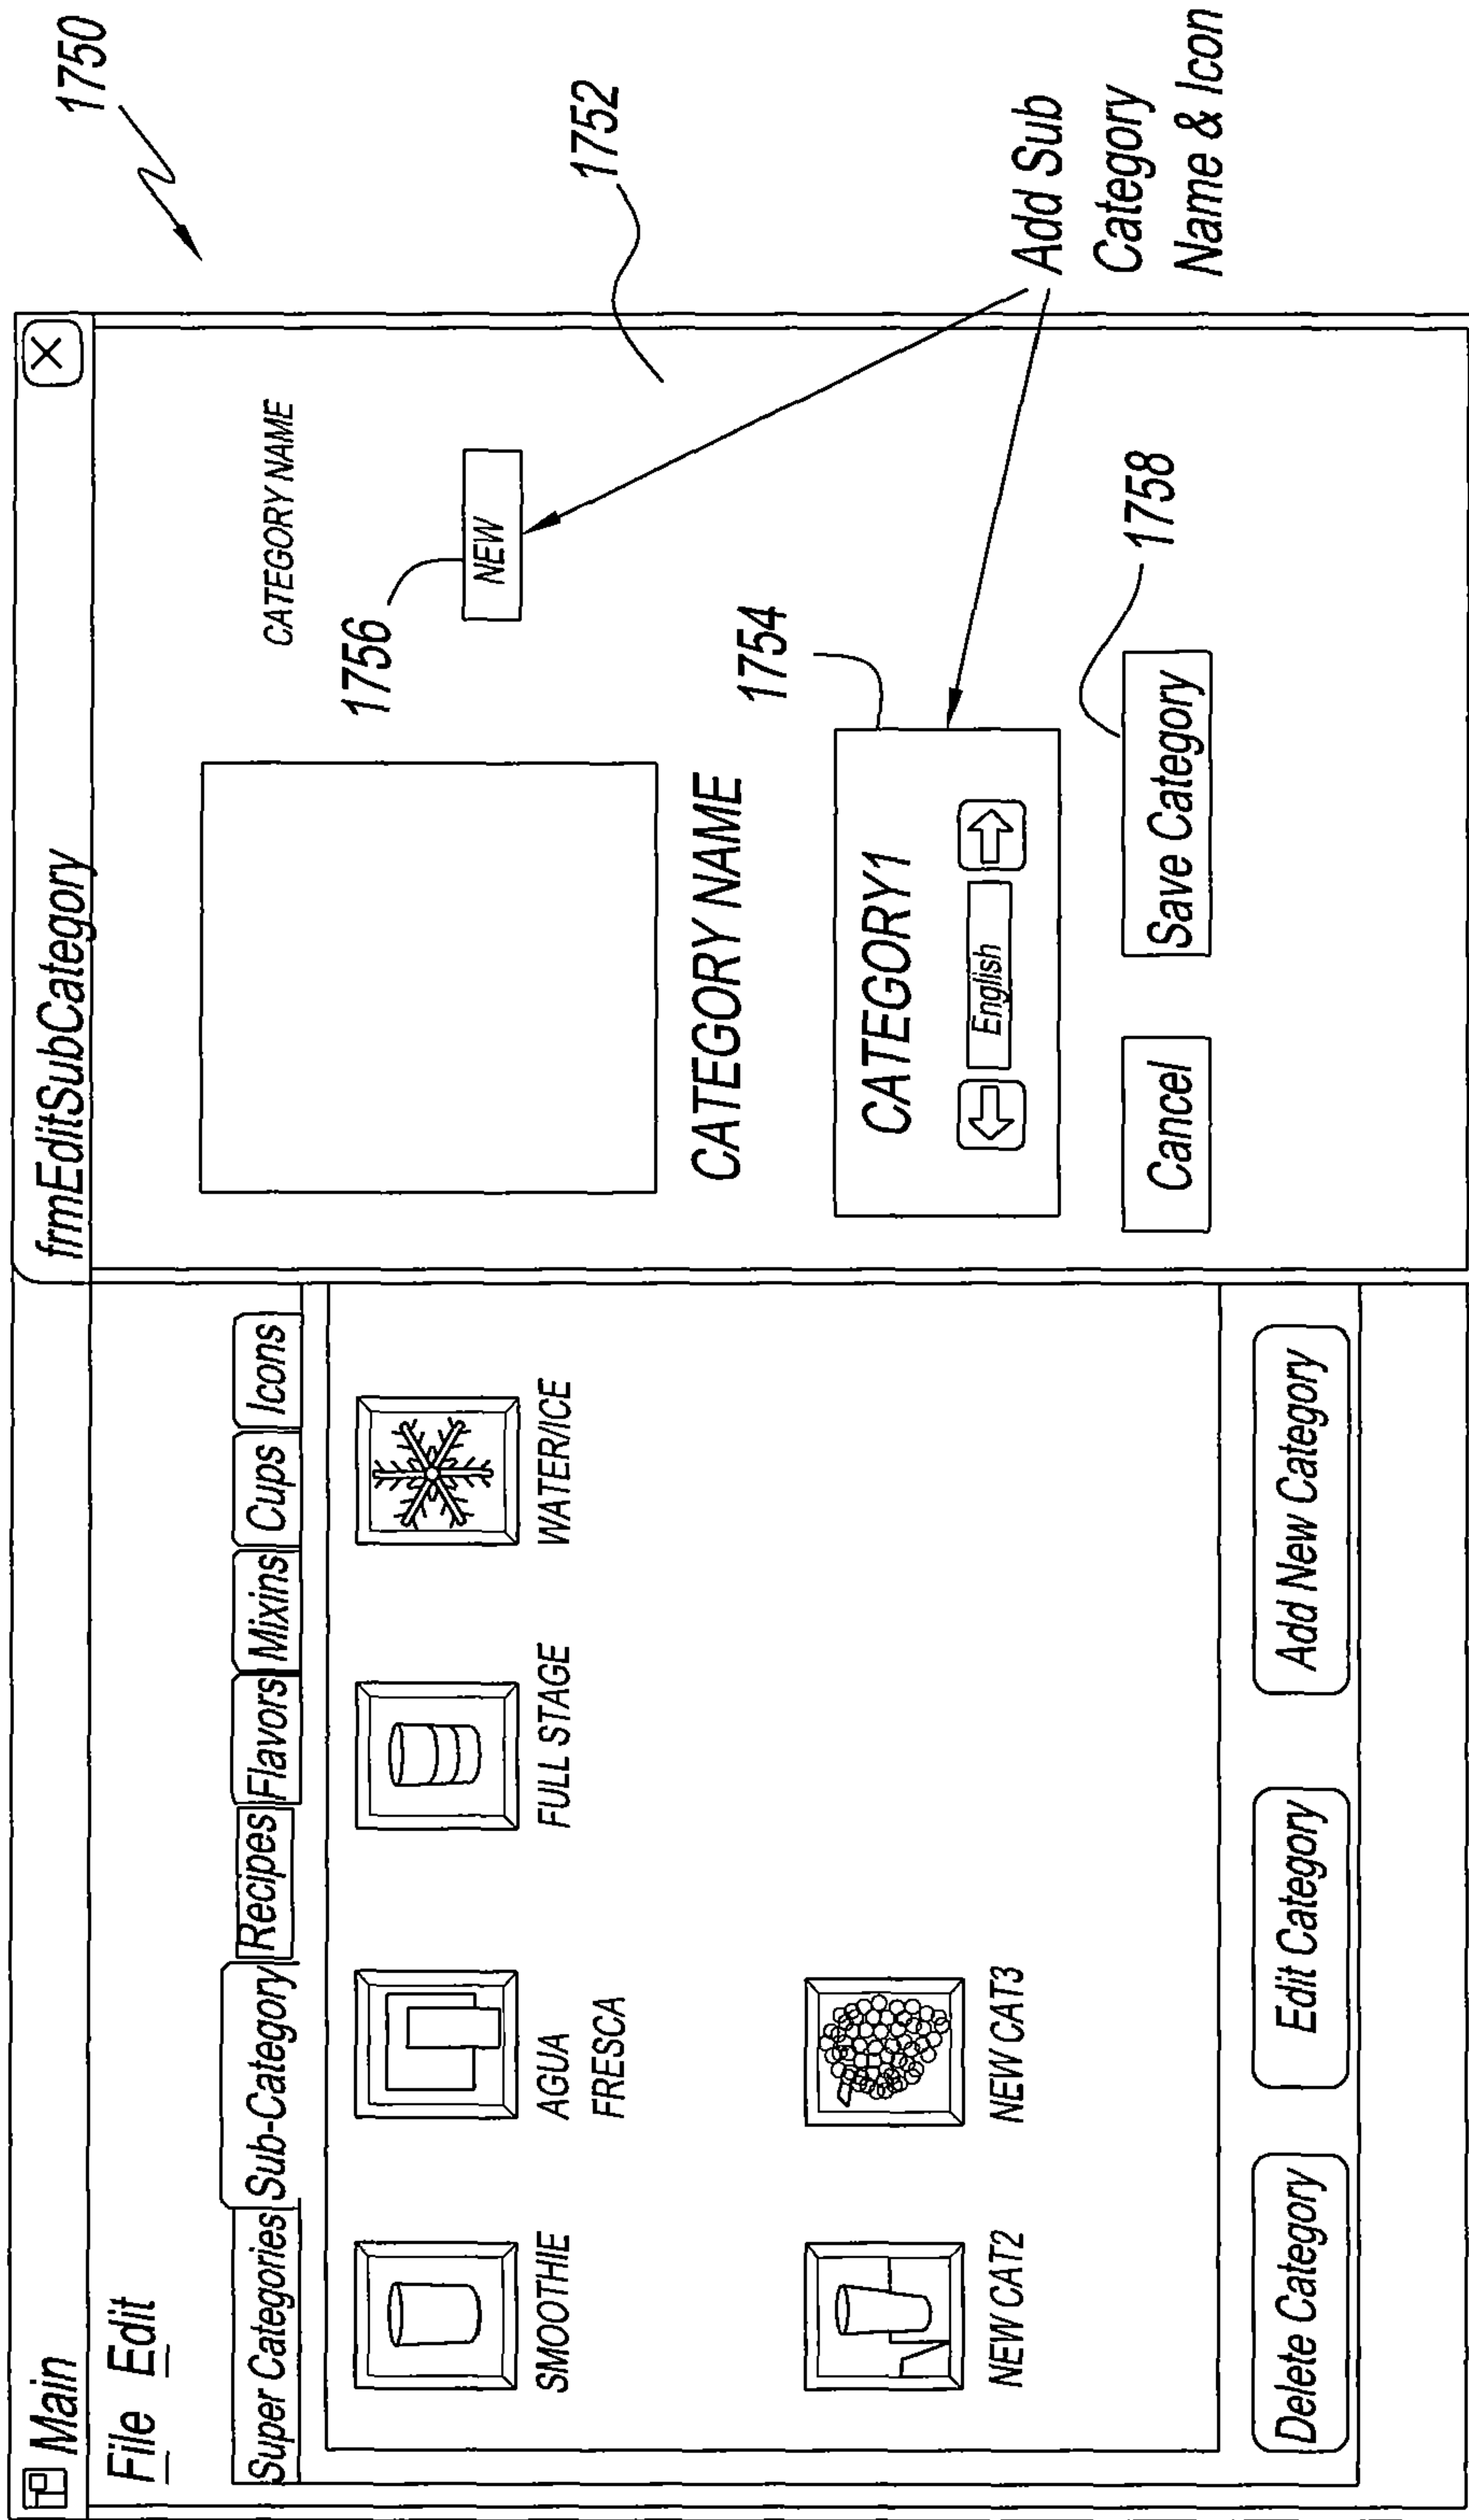 1750
Main
frmEditSubCategory
File Edit
Super Categories Sub-Category Recipes Flavors Mixins Cups Icons
SMOOTHIE
AGUA
FRESCA
FULL STAGE
WATER/ICE
NEW CAT2
NEW CAT3
Delete Category
Edit Category
Add New Category
CATEGORY NAME
1756
NEW
1752
CATEGORY NAME
1754
CATEGORY1
English
Add Sub
Category
Name & Icon
1758
Cancel
Save Category